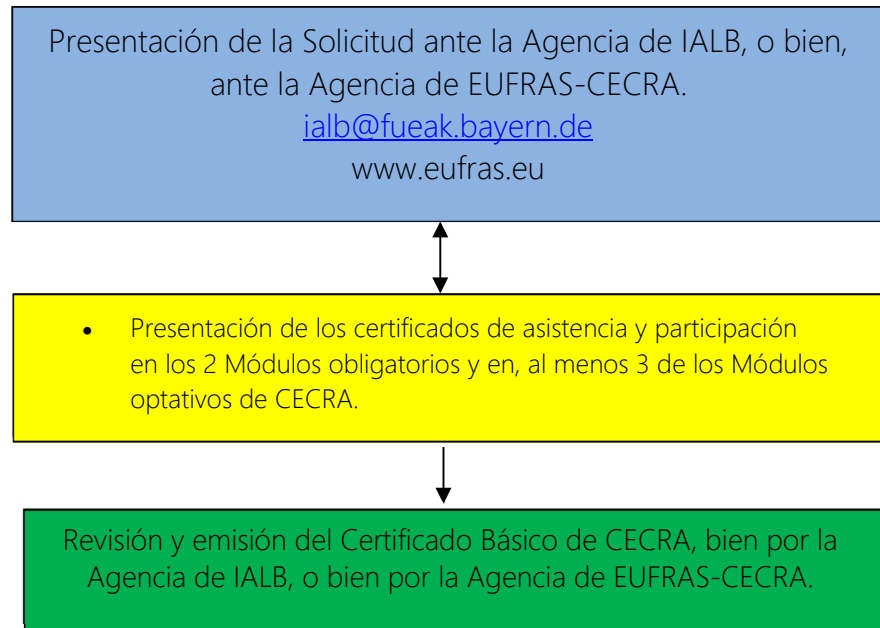 Presentación de la Solicitud ante la Agencia de IALB, o bien,
ante la Agencia de EUFRAS-CECRA.
ialb@fueak.bayern.de
www.eufras.eu
• Presentación de los certificados de asistencia y participación
en los 2 Módulos obligatorios y en, al menos 3 de los Módulos
optativos de CECRA.
Revisión y emisión del Certificado Básico de CECRA, bien por la
Agencia de IALB, o bien por la Agencia de EUFRAS-CECRA.